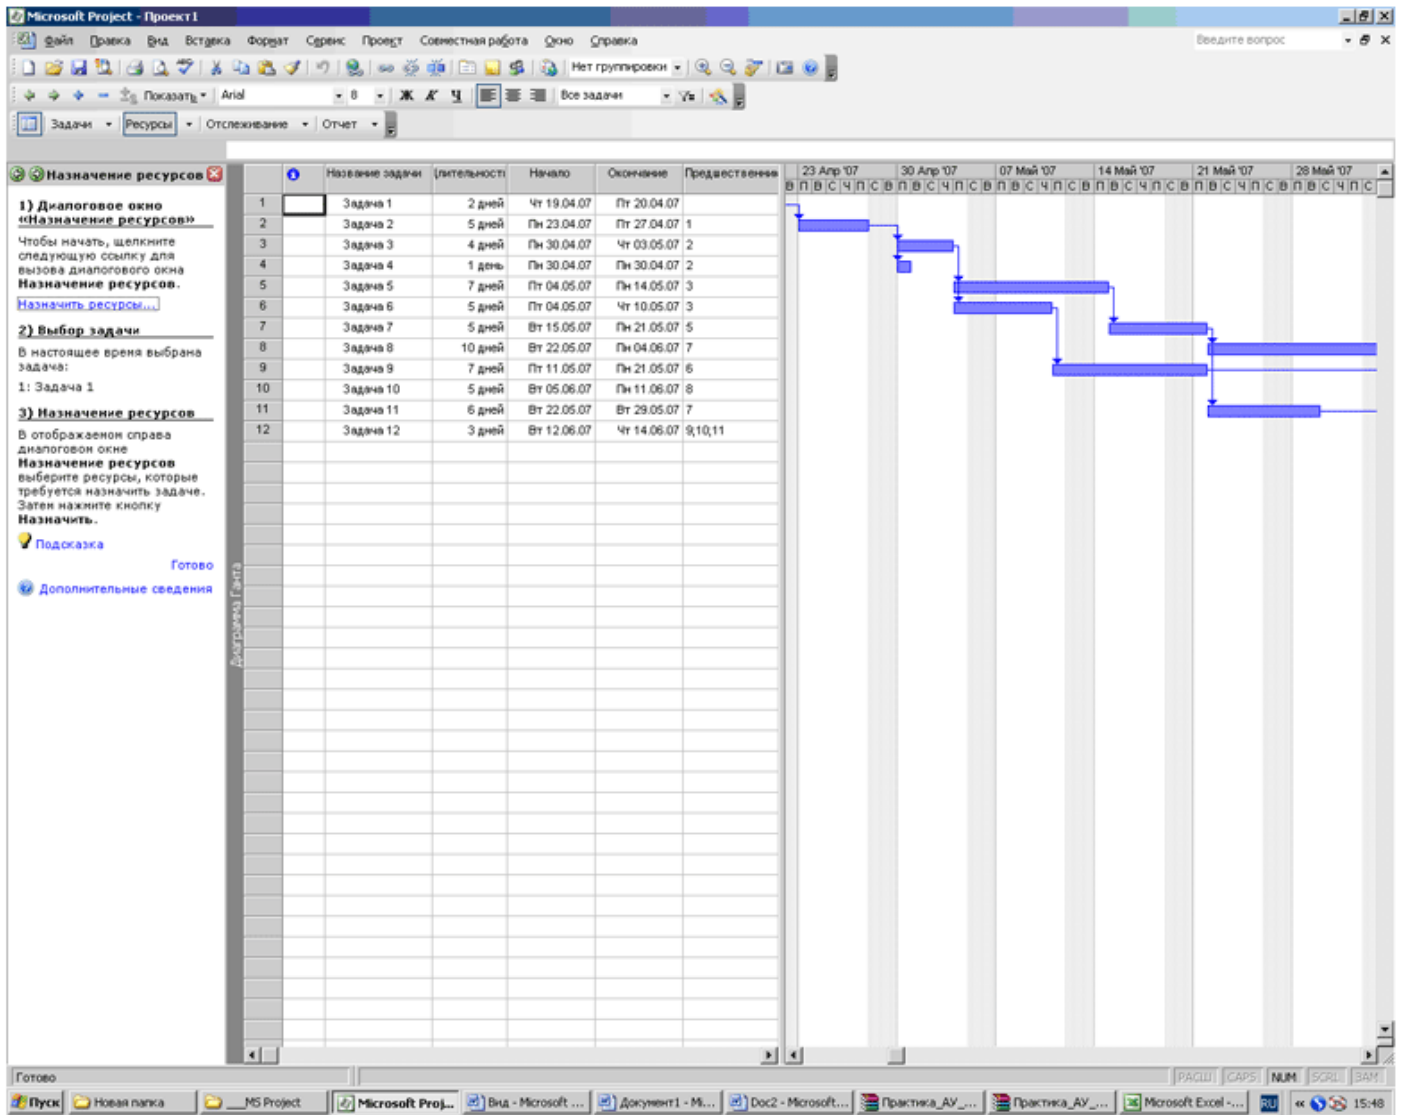 Microsoft Project - Проект1
Файл Правка Вид Вставка Формат Сервис Проект Совместная работа Окно Справка Введите вопрос
Нет группировки
Показать Arial 8 Ж К Ч Все задачи
Задачи Ресурсы Отслеживание Отчет
Назначение ресурсов
1) Диалоговое окно
«Назначение ресурсов»
Чтобы начать, щелкните
следующую ссылку для
вызова диалогового окна
Назначение ресурсов.
Назначить ресурсы...
2) Выбор задачи
В настоящее время выбрана
задача:
1: Задача 1
3) Назначение ресурсов
В отображаемом справа
диалоговом окне
Назначение ресурсов
выберите ресурсы, которые
требуется назначить задаче.
Затем нажмите кнопку
Назначить.
Подсказка
Готово
Дополнительные сведения
Диаграмма Ганта
Название задачи Длительность Начало Окончание Предшественник
1 Задача 1 2 дней Чт 19.04.07 Пт 20.04.07
2 Задача 2 5 дней Пн 23.04.07 Пт 27.04.07 1
3 Задача 3 4 дней Пн 30.04.07 Чт 03.05.07 2
4 Задача 4 1 день Пн 30.04.07 Пн 30.04.07 2
5 Задача 5 7 дней Пт 04.05.07 Пн 14.05.07 3
6 Задача 6 5 дней Пт 04.05.07 Чт 10.05.07 3
7 Задача 7 5 дней Вт 15.05.07 Пн 21.05.07 5
8 Задача 8 10 дней Вт 22.05.07 Пн 04.06.07 7
9 Задача 9 7 дней Пт 11.05.07 Пн 21.05.07 6
10 Задача 10 5 дней Вт 05.06.07 Пн 11.06.07 8
11 Задача 11 6 дней Вт 22.05.07 Вт 29.05.07 7
12 Задача 12 3 дней Вт 12.06.07 Чт 14.06.07 9;10;11
23 Апр '07 30 Апр '07 07 Май '07 14 Май '07 21 Май '07 28 Май '07
В П В С Ч П С В П В С Ч П С В П В С Ч П С В П В С Ч П С В П В С Ч П С В П В С Ч П С
Готово РАСШ CAPS NUM SCRL ЗАМ
Пуск Новая папка ___MS Project Microsoft Proj... Вид - Microsoft ... Документ1 - Mi... Doc2 - Microsoft... Практика_АУ_... Практика_АУ_... Microsoft Excel -... RU « 15:48